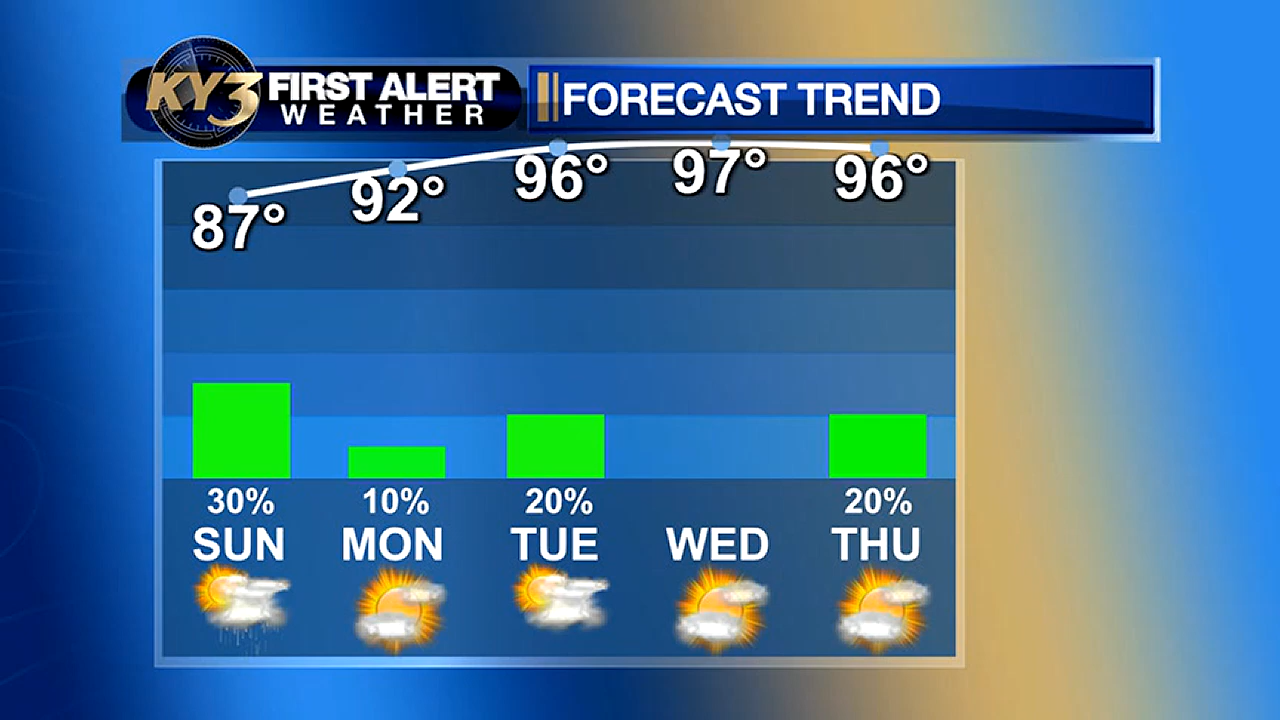 KY3 FIRST ALERT
WEATHER
FORECAST TREND
87° 92° 96° 97° 96°
30% 10% 20% 20%
SUN MON TUE WED THU